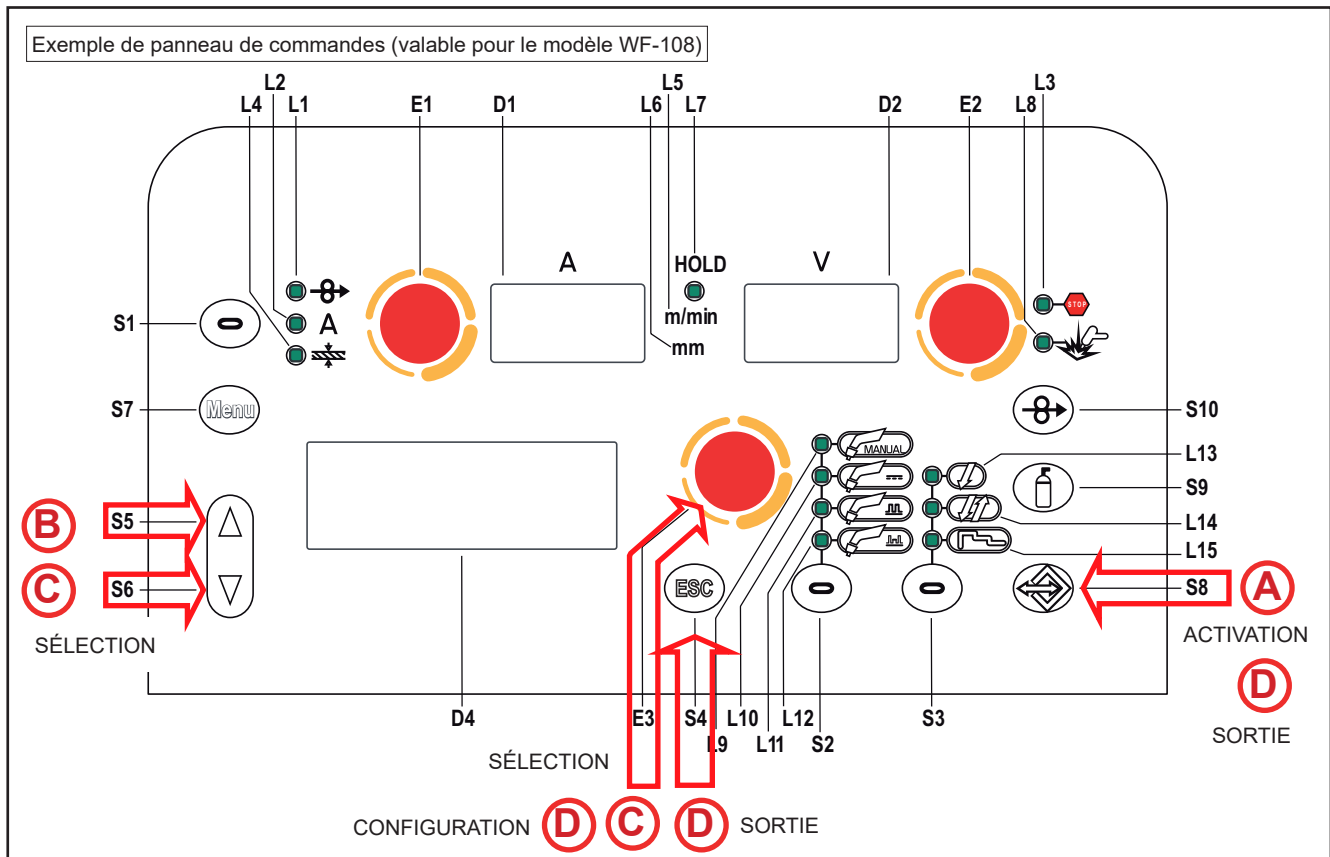 Exemple de panneau de commandes (valable pour le modèle WF-108)
L2 L5 L3
L4 L1 E1 D1 L6 L7 D2 E2 L8
A HOLD V
STOP
S1 A m/min
mm
S7 Menu S10
MANUAL L13
S9
B S5 L14
L15
C S6 ESC S8 A
SÉLECTION ACTIVATION
D
D4 E3 S4 L10 L12 S3
L9 L11 S2 SORTIE
SÉLECTION
CONFIGURATION D C D SORTIE